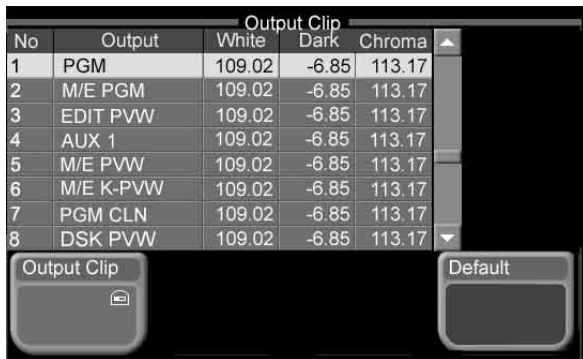 Output Clip
No Output White Dark Chroma
1 PGM 109.02 -6.85 113.17
2 M/E PGM 109.02 -6.85 113.17
3 EDIT PVW 109.02 -6.85 113.17
4 AUX 1 109.02 -6.85 113.17
5 M/E PVW 109.02 -6.85 113.17
6 M/E K-PVW 109.02 -6.85 113.17
7 PGM CLN 109.02 -6.85 113.17
8 DSK PVW 109.02 -6.85 113.17
Output Clip Default